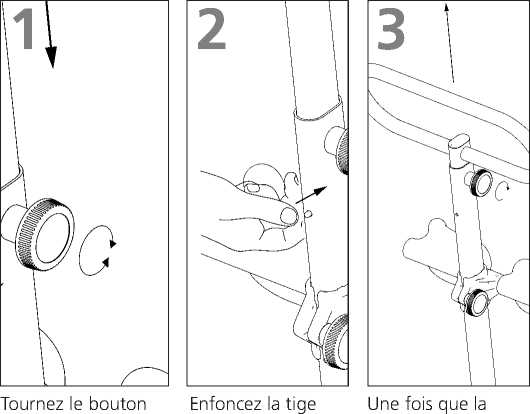 1
2
3
Tournez le bouton
Enfoncez la tige
Une fois que la